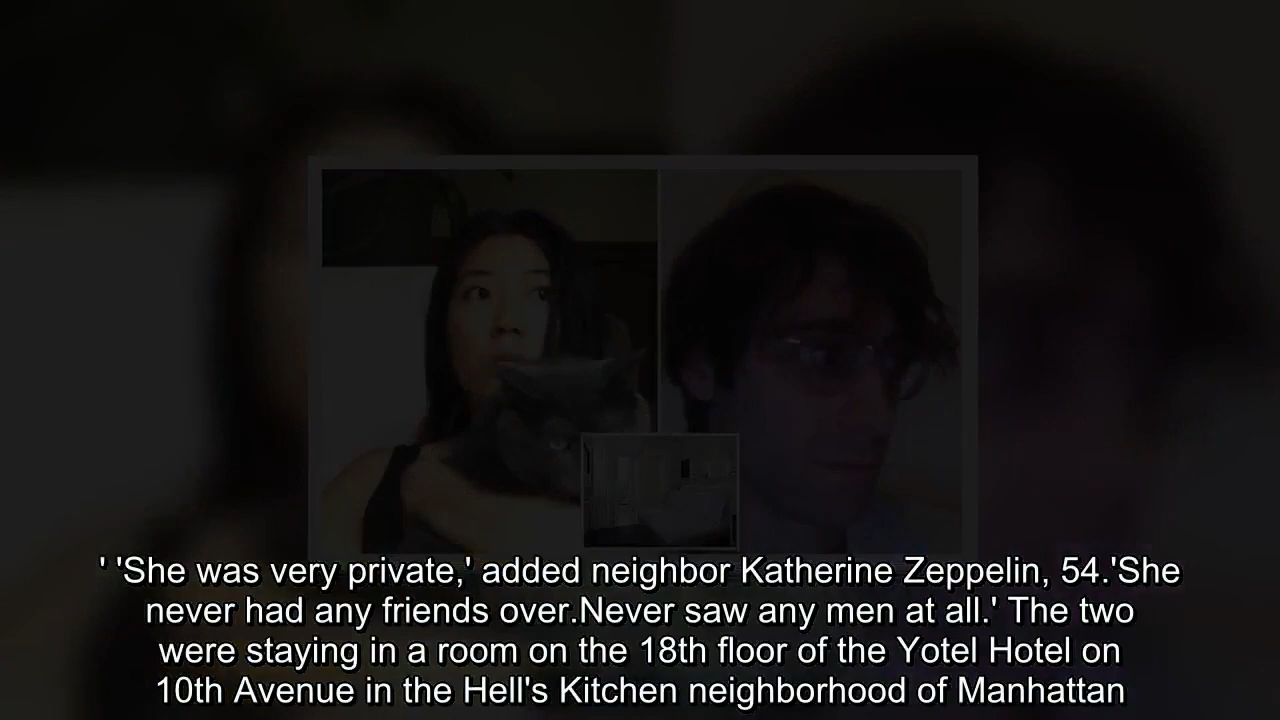 ' 'She was very private,' added neighbor Katherine Zeppelin, 54.'She
never had any friends over.Never saw any men at all.' The two
were staying in a room on the 18th floor of the Yotel Hotel on
10th Avenue in the Hell's Kitchen neighborhood of Manhattan